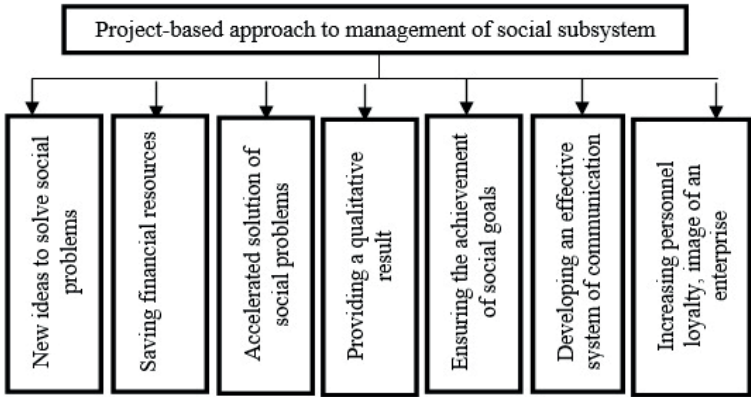 Project-based approach to management of social subsystem
New ideas to solve social
problems
Saving financial resources
Accelerated solution of
social problems
Providing a qualitative
result
Ensuring the achievement
of social goals
Developing an effective
system of communication
Increasing personnel
loyalty, image of an
enterprise